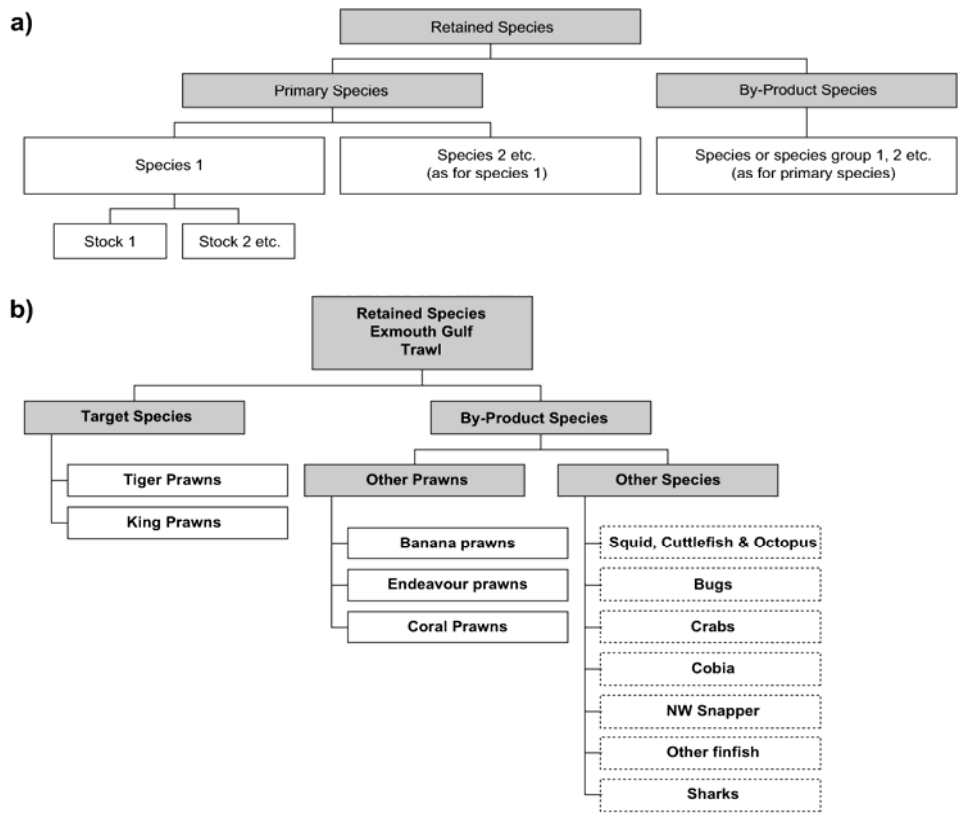 a)
Retained Species
Primary Species
By-Product Species
Species 1
Species 2 etc.
(as for species 1)
Species or species group 1, 2 etc.
(as for primary species)
Stock 1
Stock 2 etc.
b)
Retained Species
Exmouth Gulf
Trawl
Target Species
By-Product Species
Tiger Prawns
King Prawns
Other Prawns
Other Species
Banana prawns
Endeavour prawns
Coral Prawns
Squid, Cuttlefish & Octopus
Bugs
Crabs
Cobia
NW Snapper
Other finfish
Sharks